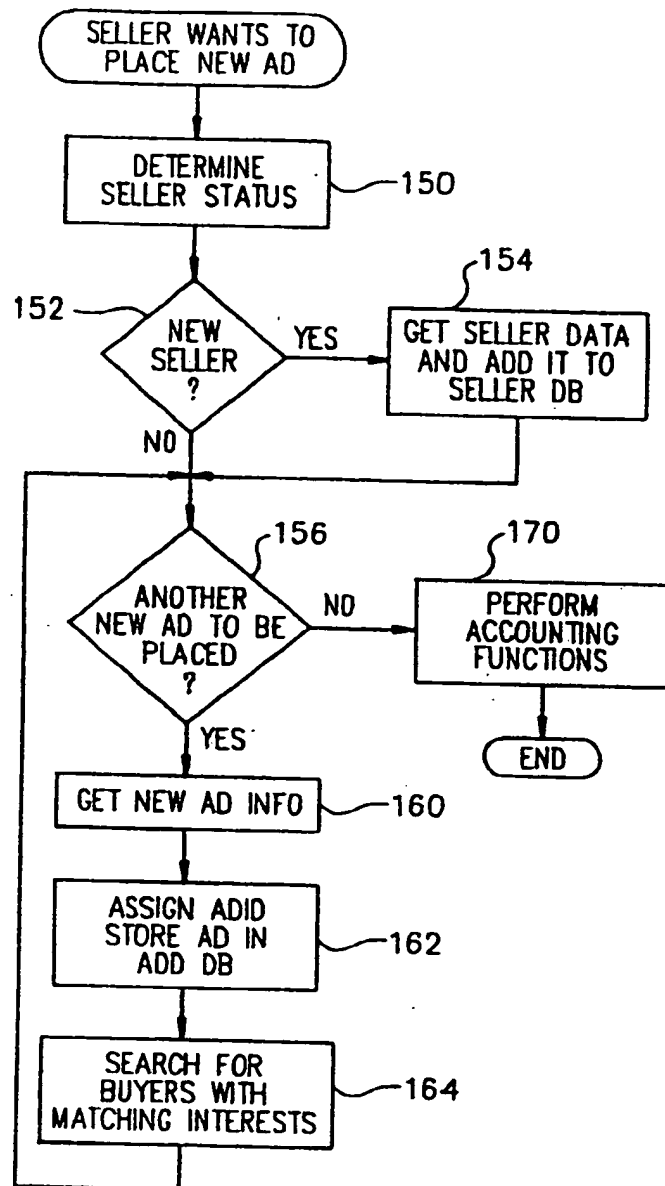 SELLER WANTS TO
PLACE NEW AD
DETERMINE
SELLER STATUS
150
152
NEW
SELLER
?
YES
NO
154
GET SELLER DATA
AND ADD IT TO
SELLER DB
156
ANOTHER
NEW AD TO BE
PLACED
?
NO
YES
170
PERFORM
ACCOUNTING
FUNCTIONS
END
GET NEW AD INFO
160
ASSIGN ADID
STORE AD IN
ADD DB
162
SEARCH FOR
BUYERS WITH
MATCHING INTERESTS
164